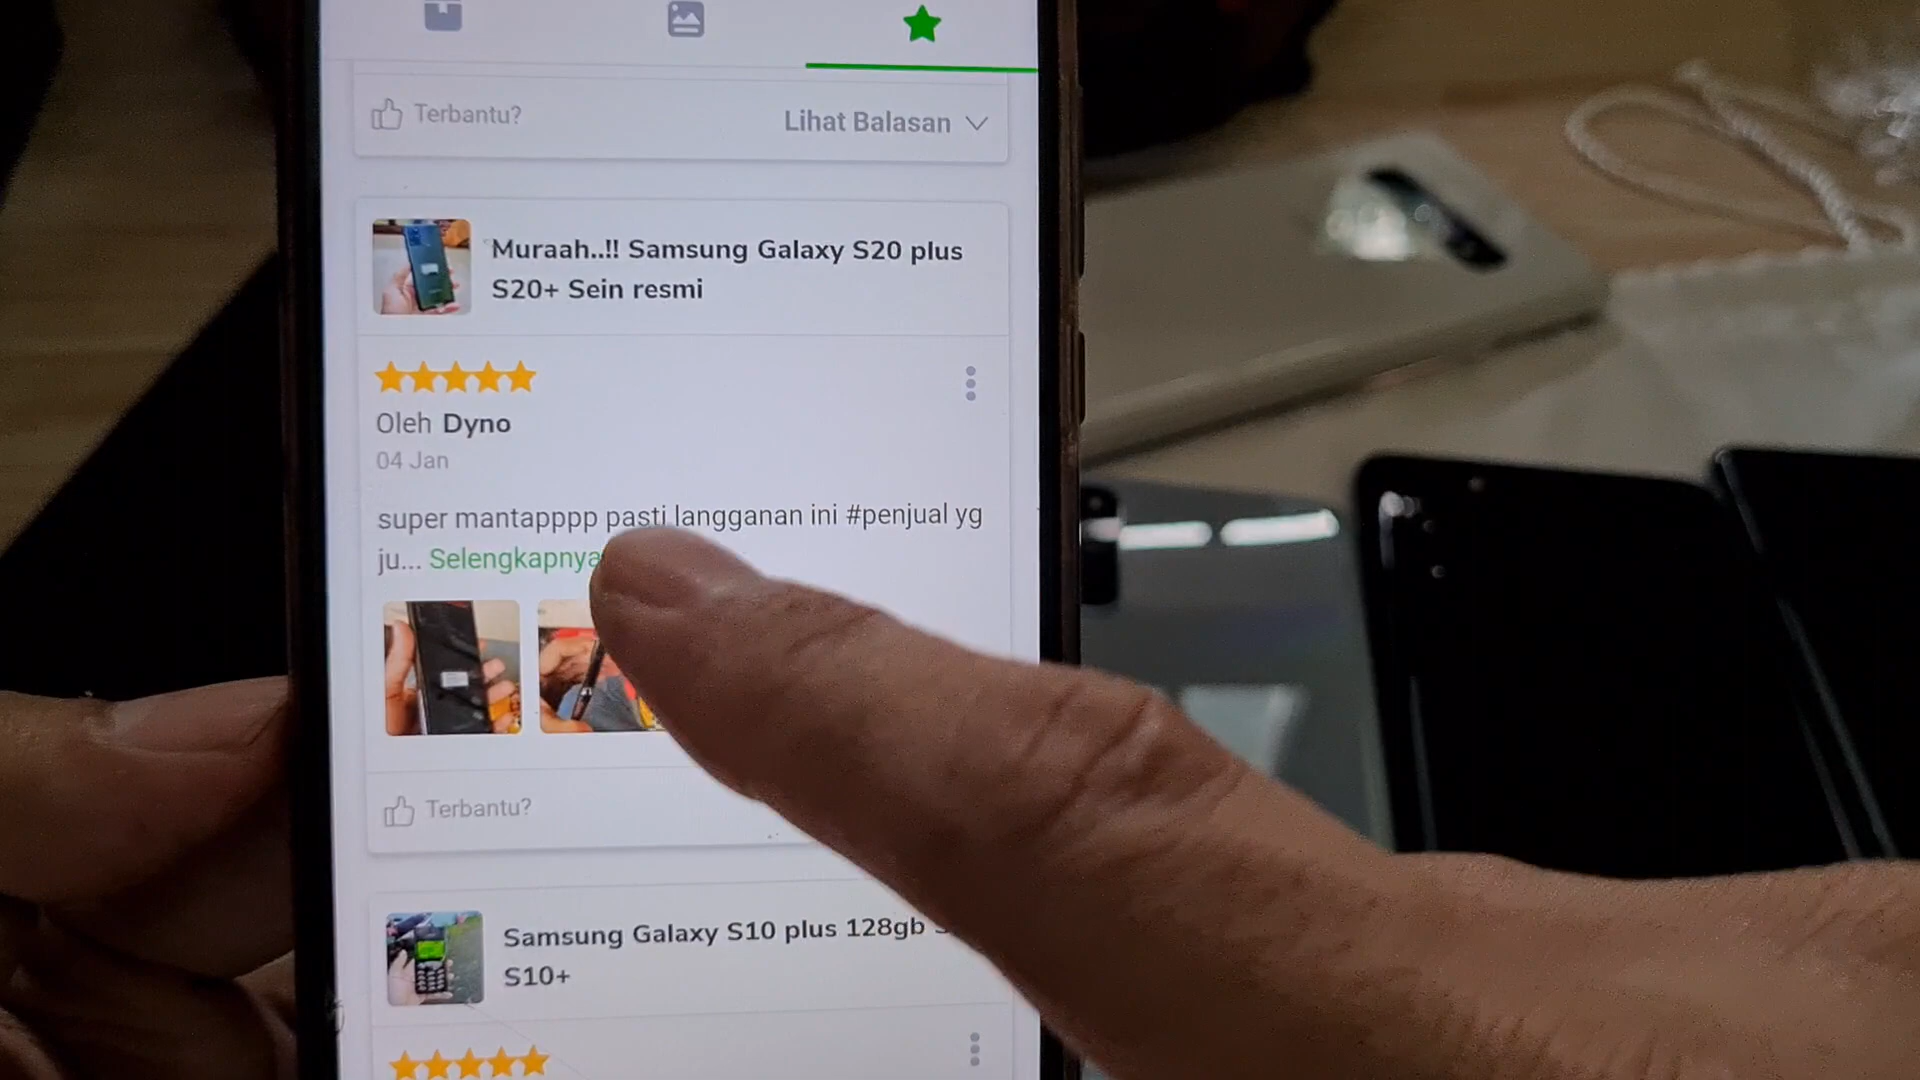 Terbantu?
Lihat Balasan
Muraah..!! Samsung Galaxy S20 plus
S20+ Sein resmi
Oleh Dyno
04 Jan
super mantapppp pasti langganan ini #penjual yg
ju... Selengkapnya
Terbantu?
Samsung Galaxy S10 plus 128gb
S10+